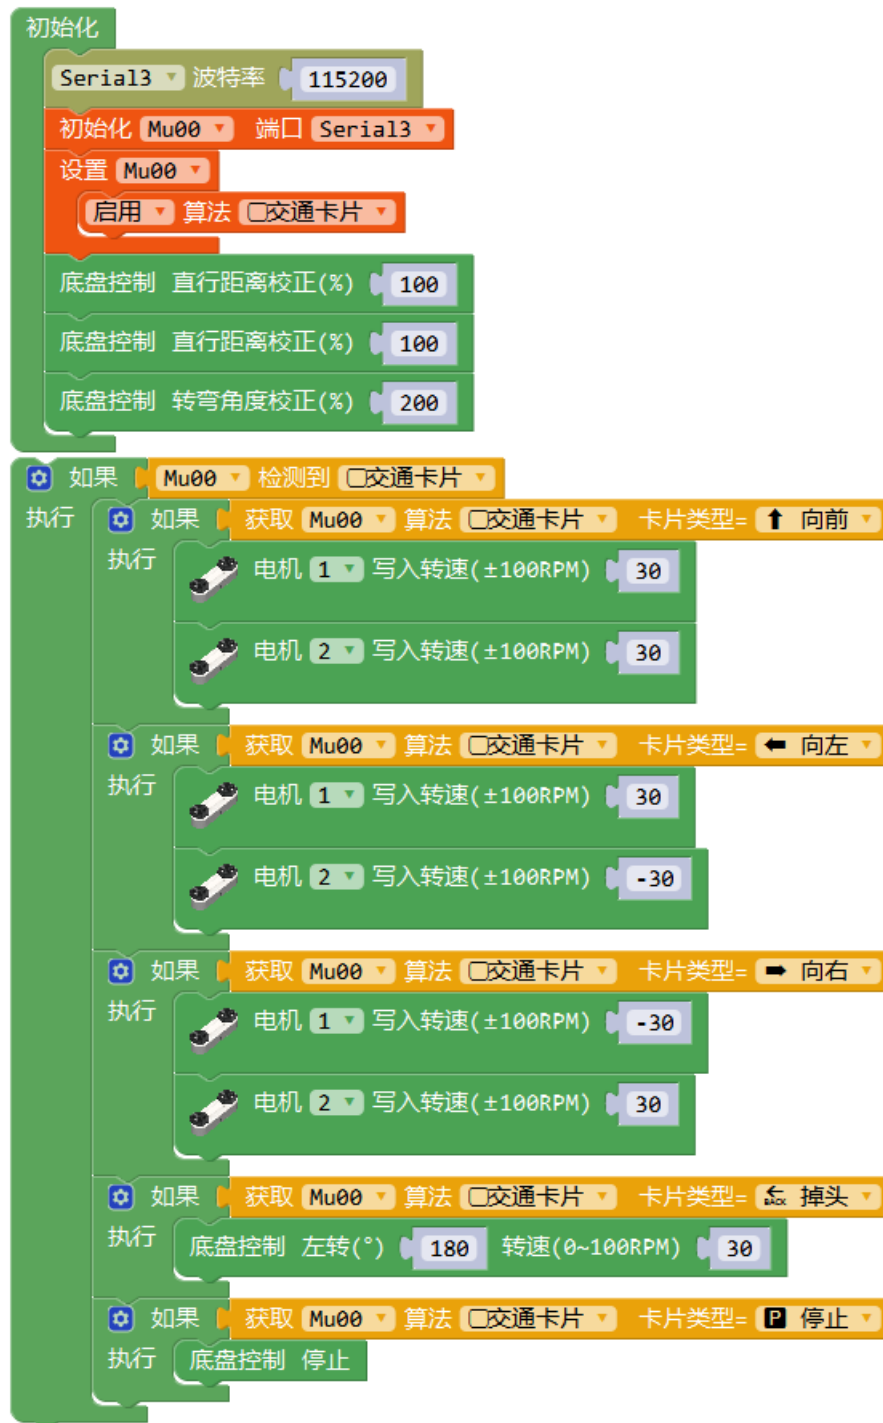 初始化
Serial3 波特率 115200
初始化 Mu00 端口 Serial3
设置 Mu00
启用 算法 交通卡片
底盘控制 直行距离校正(%) 100
底盘控制 直行距离校正(%) 100
底盘控制 转弯角度校正(%) 200
如果 Mu00 检测到 交通卡片
执行 如果 获取 Mu00 算法 交通卡片 卡片类型= 向前
执行 电机 1 写入转速(±100RPM) 30
电机 2 写入转速(±100RPM) 30
如果 获取 Mu00 算法 交通卡片 卡片类型= 向左
执行 电机 1 写入转速(±100RPM) 30
电机 2 写入转速(±100RPM) -30
如果 获取 Mu00 算法 交通卡片 卡片类型= 向右
执行 电机 1 写入转速(±100RPM) -30
电机 2 写入转速(±100RPM) 30
如果 获取 Mu00 算法 交通卡片 卡片类型= BACK 掉头
执行 底盘控制 左转(°) 180 转速(0~100RPM) 30
如果 获取 Mu00 算法 交通卡片 卡片类型= P 停止
执行 底盘控制 停止